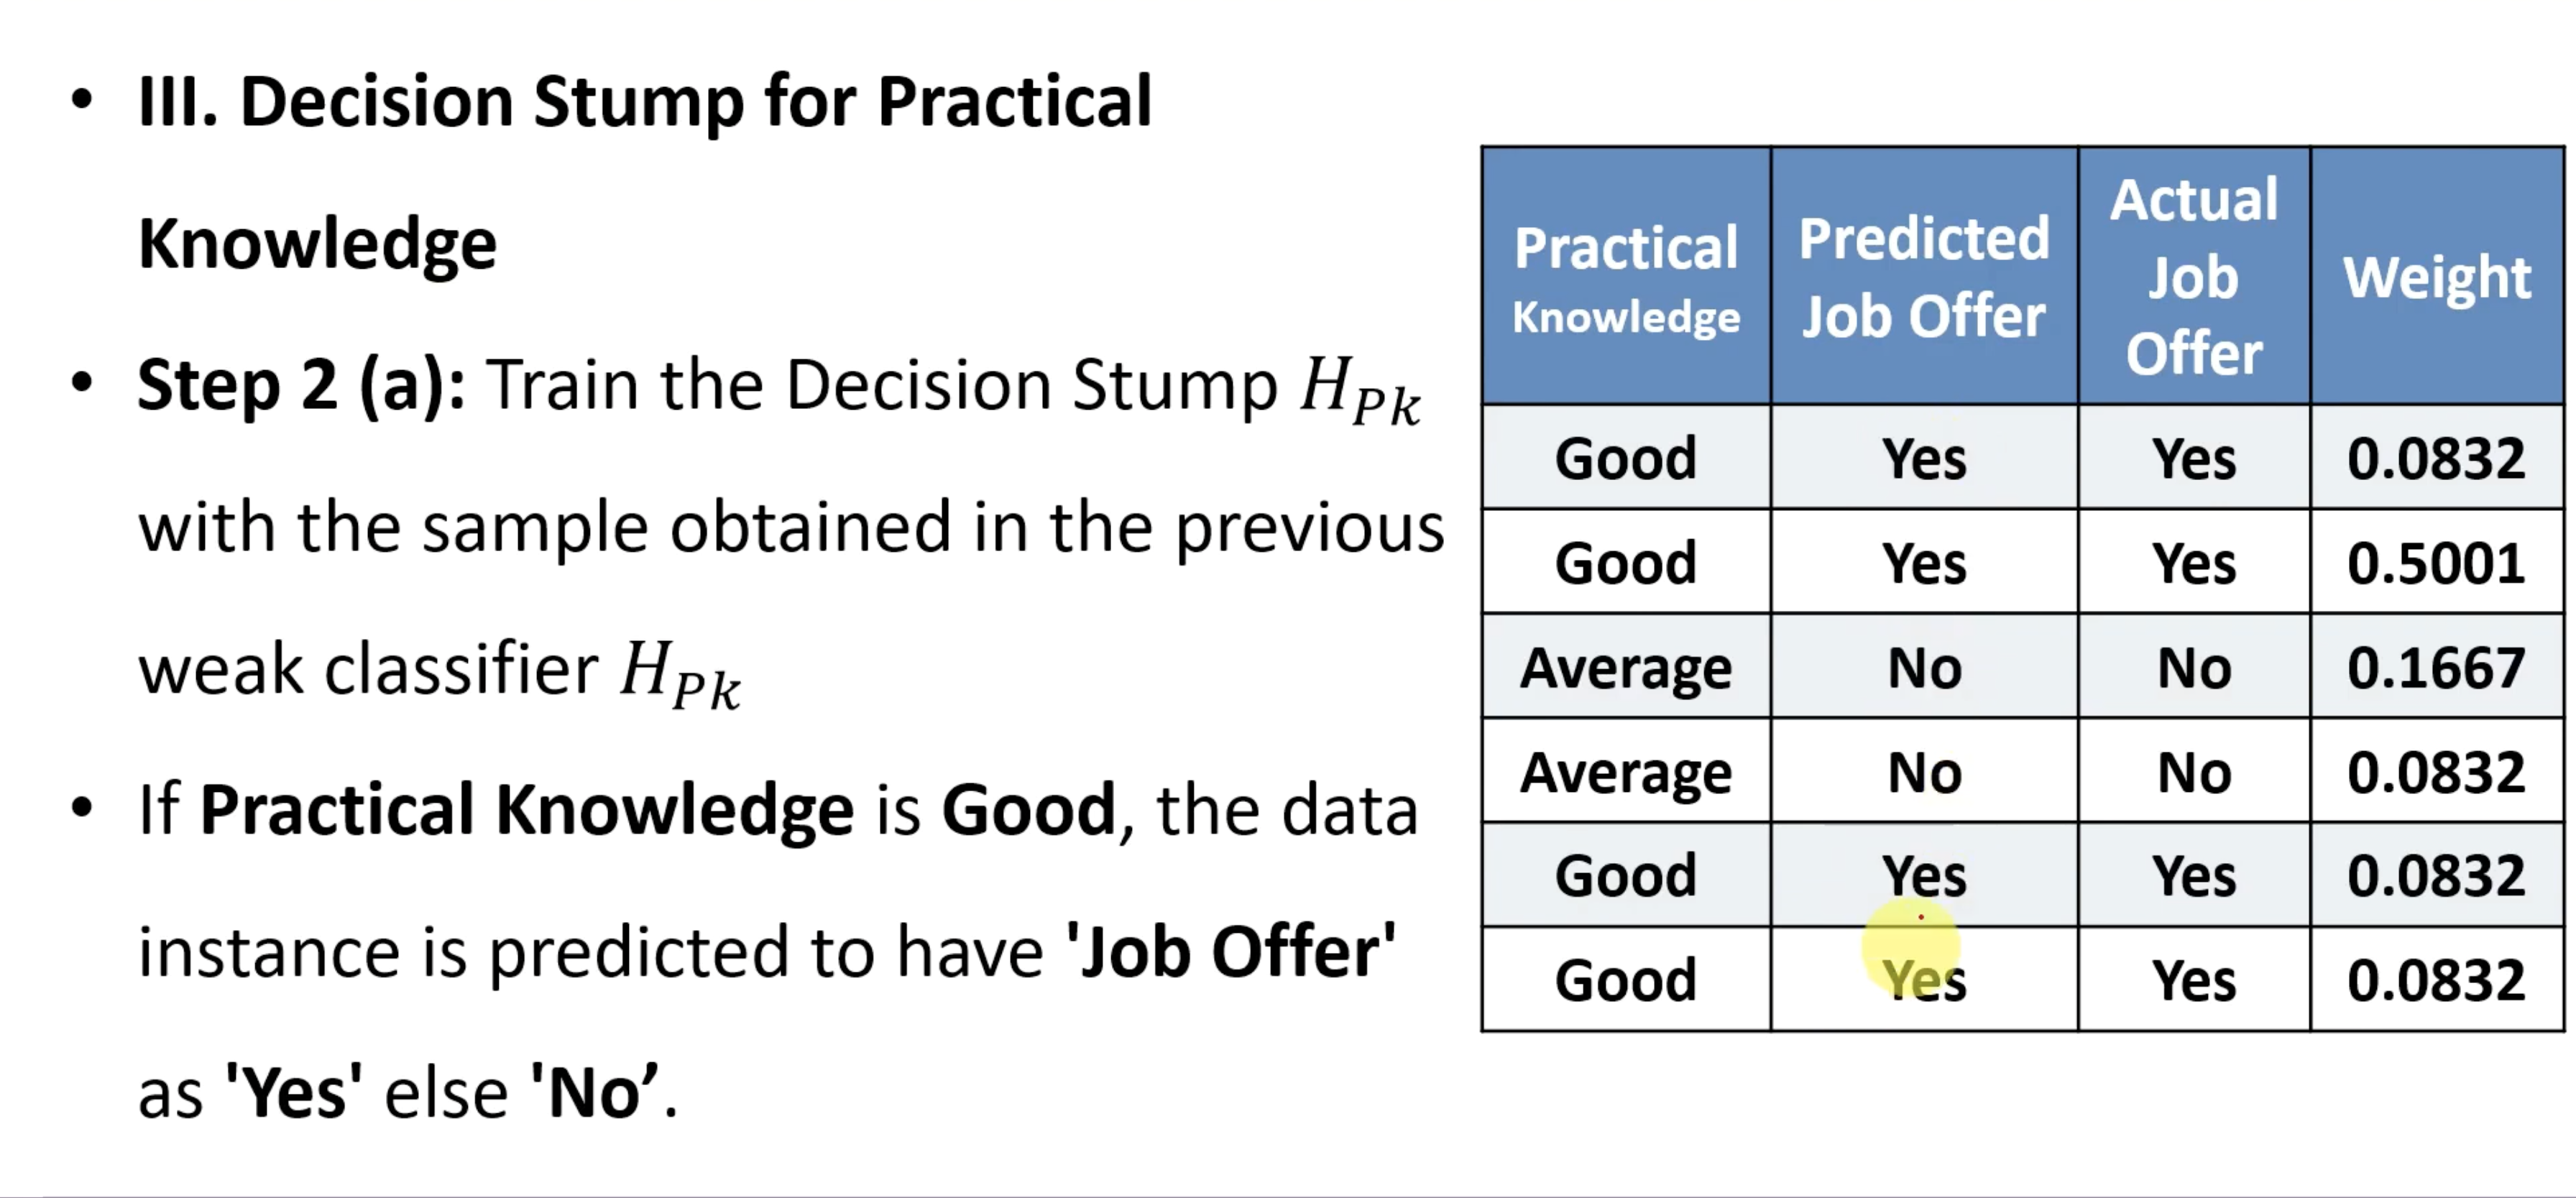 • III. Decision Stump for Practical
Knowledge
• Step 2 (a): Train the Decision Stump H_{Pk}
with the sample obtained in the previous
weak classifier H_{Pk}
• If Practical Knowledge is Good, the data
instance is predicted to have 'Job Offer'
as 'Yes' else 'No’.
Practical Knowledge | Predicted Job Offer | Actual Job Offer | Weight
Good | Yes | Yes | 0.0832
Good | Yes | Yes | 0.5001
Average | No | No | 0.1667
Average | No | No | 0.0832
Good | Yes | Yes | 0.0832
Good | Yes | Yes | 0.0832